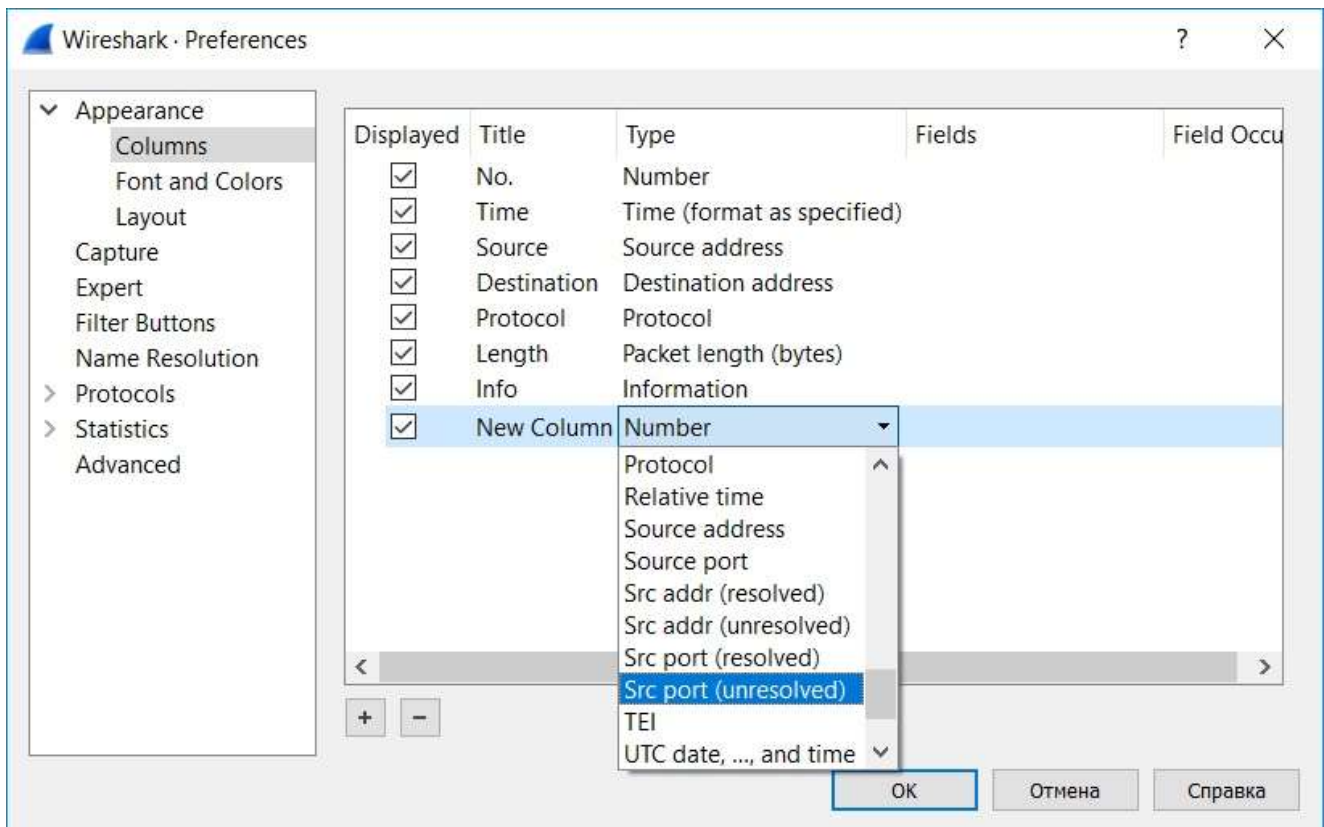 Wireshark · Preferences
?
Appearance
Columns
Font and Colors
Layout
Capture
Expert
Filter Buttons
Name Resolution
Protocols
Statistics
Advanced
Displayed Title Type Fields Field Occu
No. Number
Time Time (format as specified)
Source Source address
Destination Destination address
Protocol Protocol
Length Packet length (bytes)
Info Information
New Column Number
Protocol
Relative time
Source address
Source port
Src addr (resolved)
Src addr (unresolved)
Src port (resolved)
Src port (unresolved)
TEI
UTC date, ..., and time
+ −
OK Отмена Справка